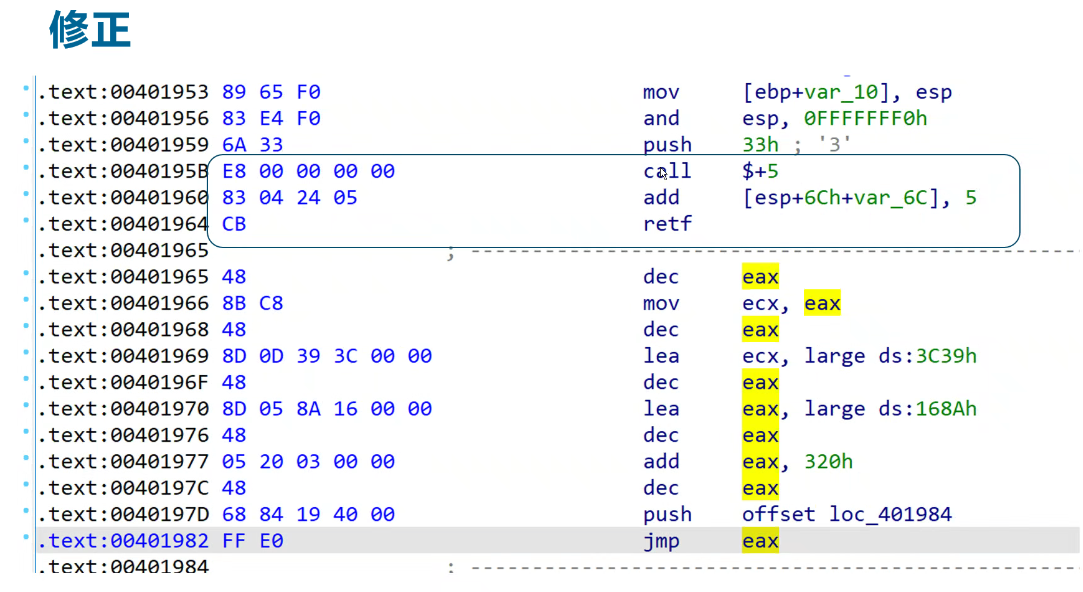 修正
.text:00401953 89 65 F0 mov [ebp+var_10], esp
.text:00401956 83 E4 F0 and esp, 0FFFFFFF0h
.text:00401959 6A 33 push 33h ; '3'
.text:0040195B E8 00 00 00 00 call $+5
.text:00401960 83 04 24 05 add [esp+6Ch+var_6C], 5
.text:00401964 CB retf
.text:00401965 ; ---------------------------------------------------
.text:00401965 48 dec eax
.text:00401966 8B C8 mov ecx, eax
.text:00401968 48 dec eax
.text:00401969 8D 0D 39 3C 00 00 lea ecx, large ds:3C39h
.text:0040196F 48 dec eax
.text:00401970 8D 05 8A 16 00 00 lea eax, large ds:168Ah
.text:00401976 48 dec eax
.text:00401977 05 20 03 00 00 add eax, 320h
.text:0040197C 48 dec eax
.text:0040197D 68 84 19 40 00 push offset loc_401984
.text:00401982 FF E0 jmp eax
.text:00401984 ; ---------------------------------------------------